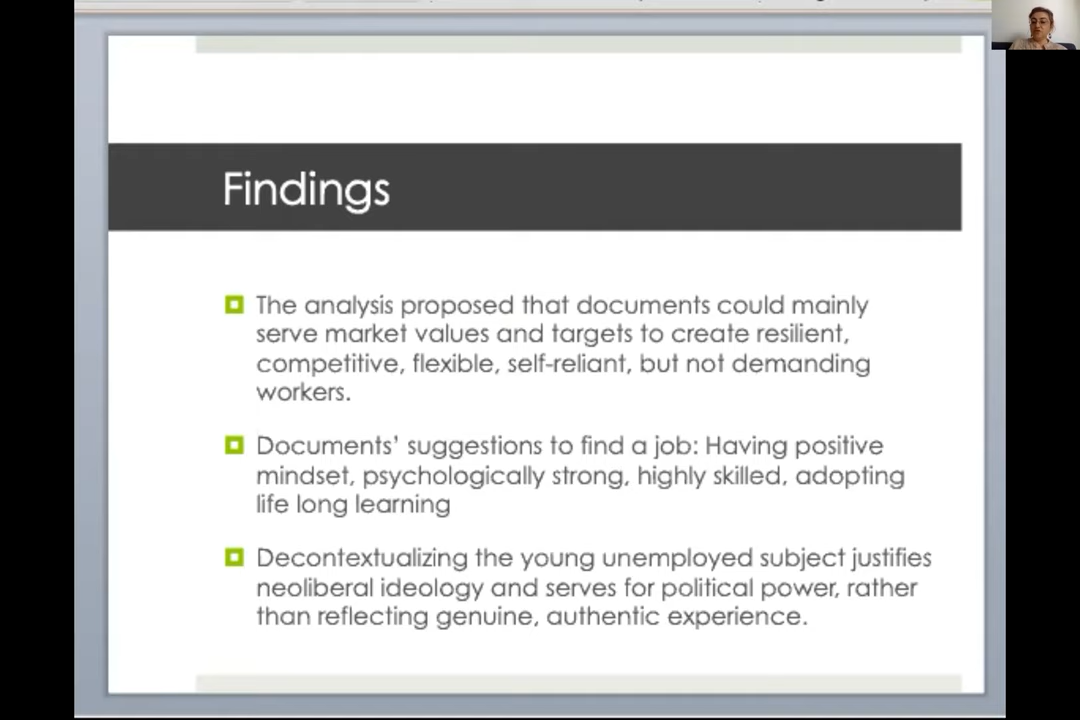 Findings
The analysis proposed that documents could mainly
serve market values and targets to create resilient,
competitive, flexible, self-reliant, but not demanding
workers.
Documents’ suggestions to find a job: Having positive
mindset, psychologically strong, highly skilled, adopting
life long learning
Decontextualizing the young unemployed subject justifies
neoliberal ideology and serves for political power, rather
than reflecting genuine, authentic experience.